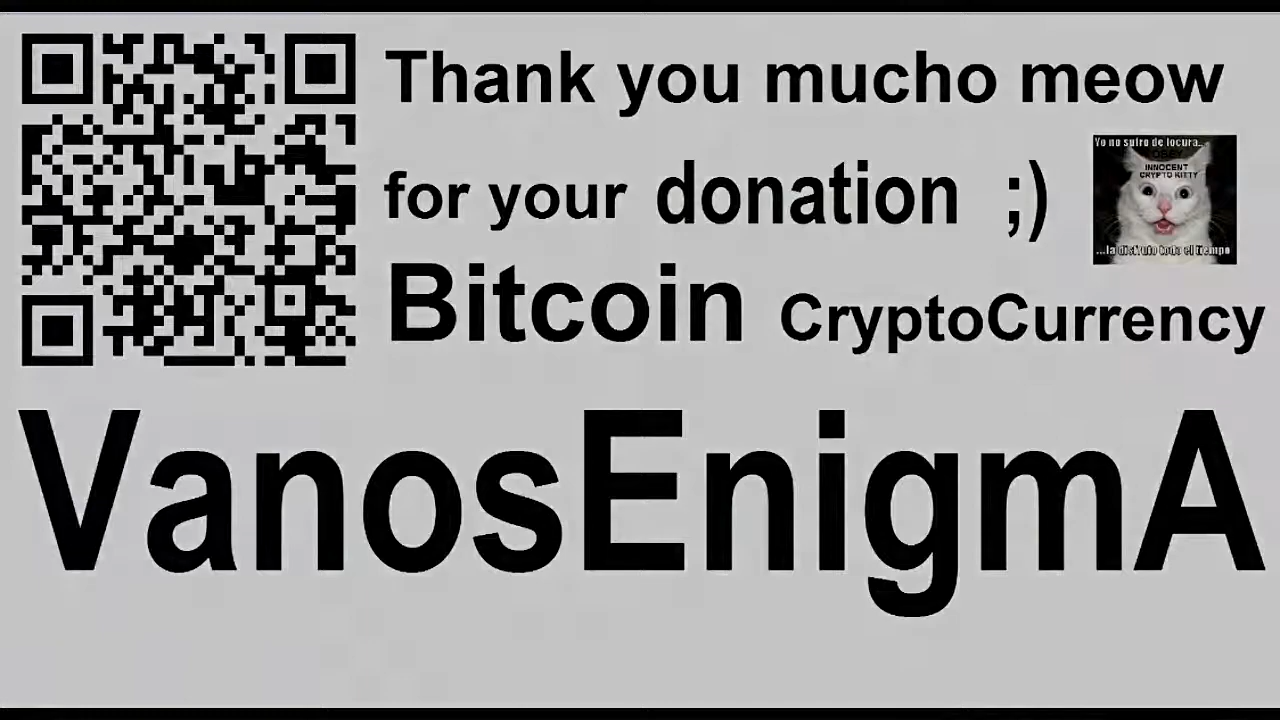 Thank you mucho meow
for your donation ;)
Yo no sufro de locura...
OBEY
INNOCENT
CRYPTO KITTY
...la disfruto todo el tiempo
Bitcoin CryptoCurrency
VanosEnigmA